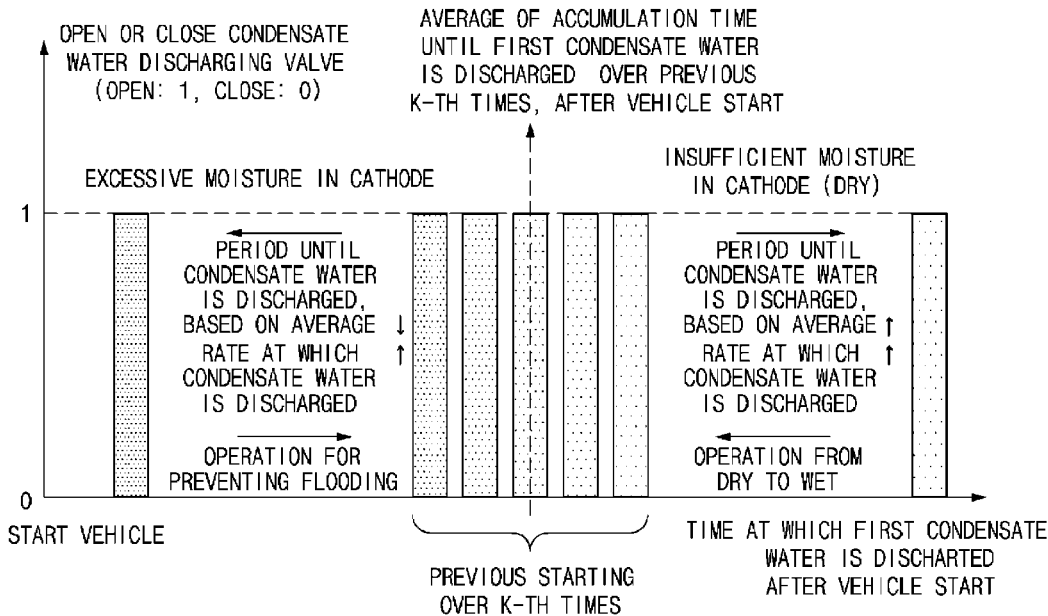 OPEN OR CLOSE CONDENSATE
WATER DISCHARGING VALVE
(OPEN: 1, CLOSE: 0)
AVERAGE OF ACCUMULATION TIME
UNTIL FIRST CONDENSATE WATER
IS DISCHARGED OVER PREVIOUS
K-TH TIMES, AFTER VEHICLE START
EXCESSIVE MOISTURE IN CATHODE
INSUFFICIENT MOISTURE
IN CATHODE (DRY)
1
PERIOD UNTIL
CONDENSATE WATER
IS DISCHARGED,
BASED ON AVERAGE ↓
RATE AT WHICH ↑
CONDENSATE WATER
IS DISCHARGED
OPERATION FOR
PREVENTING FLOODING
PERIOD UNTIL
CONDENSATE WATER
IS DISCHARGED,
BASED ON AVERAGE ↑
RATE AT WHICH ↑
CONDENSATE WATER
IS DISCHARGED
OPERATION FROM
DRY TO WET
0
START VEHICLE
PREVIOUS STARTING
OVER K-TH TIMES
TIME AT WHICH FIRST CONDENSATE
WATER IS DISCHARTED
AFTER VEHICLE START